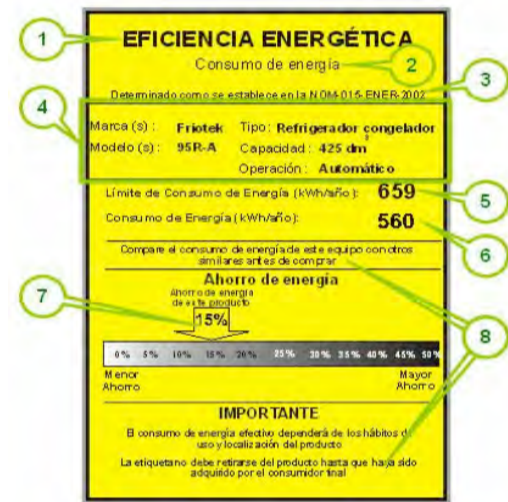 1
EFICIENCIA ENERGÉTICA
Consumo de energía
2
3
Determinado como se establece en la NOM-015-ENER-2002
4
Marca (s): Friotek Tipo: Refrigerador congelador
Modelo (s): 95R-A Capacidad: 425 dm
Operación: Automático
Límite de Consumo de Energía (kWh/año): 659
5
Consumo de Energía (kWh/año): 560
6
Compare el consumo de energía de este equipo con otros
similares antes de comprar
Ahorro de energía
7
Ahorro de energía
de este producto
15%
8
0% 5% 10% 15% 20% 25% 30% 35% 40% 45% 50%
Menor
Ahorro
Mayor
Ahorro
IMPORTANTE
El consumo de energía efectivo dependerá de los hábitos de
uso y localización del producto
La etiqueta no debe retirarse del producto hasta que haya sido
adquirido por el consumidor final